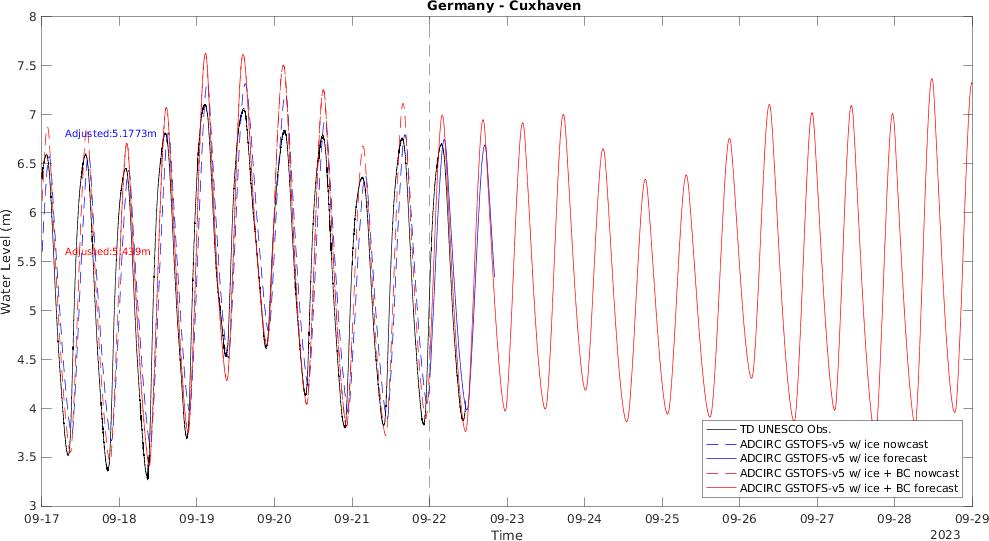 Germany - Cuxhaven
8
7.5
7
6.5
6
5.5
5
4.5
4
3.5
3
Water Level (m)
Adjusted:5.1773m
Adjusted:5.439m
TD UNESCO Obs.
ADCIRC GSTOFS-v5 w/ ice nowcast
ADCIRC GSTOFS-v5 w/ ice forecast
ADCIRC GSTOFS-v5 w/ ice + BC nowcast
ADCIRC GSTOFS-v5 w/ ice + BC forecast
09-17 09-18 09-19 09-20 09-21 09-22 09-23 09-24 09-25 09-26 09-27 09-28 09-29
Time
2023